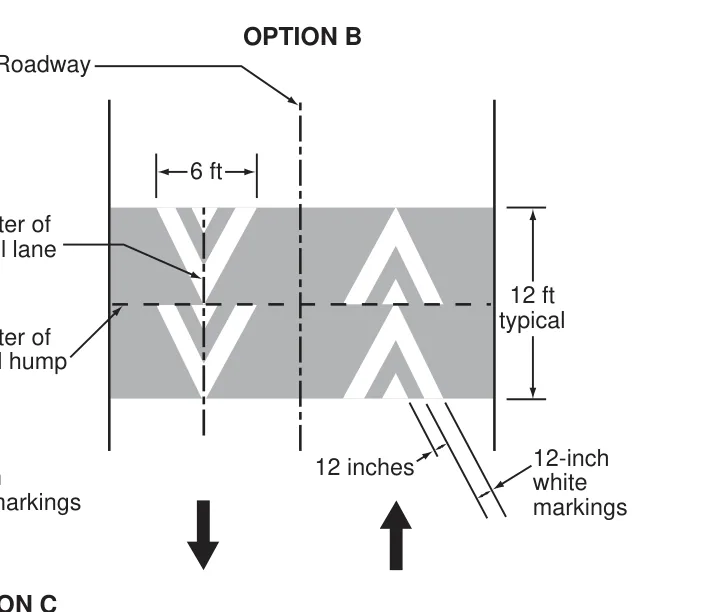 OPTION B
Roadway
6 ft
ter of
l lane
12 ft
typical
ter of
l hump
12 inches
12-inch
white
markings
narkings
ON C